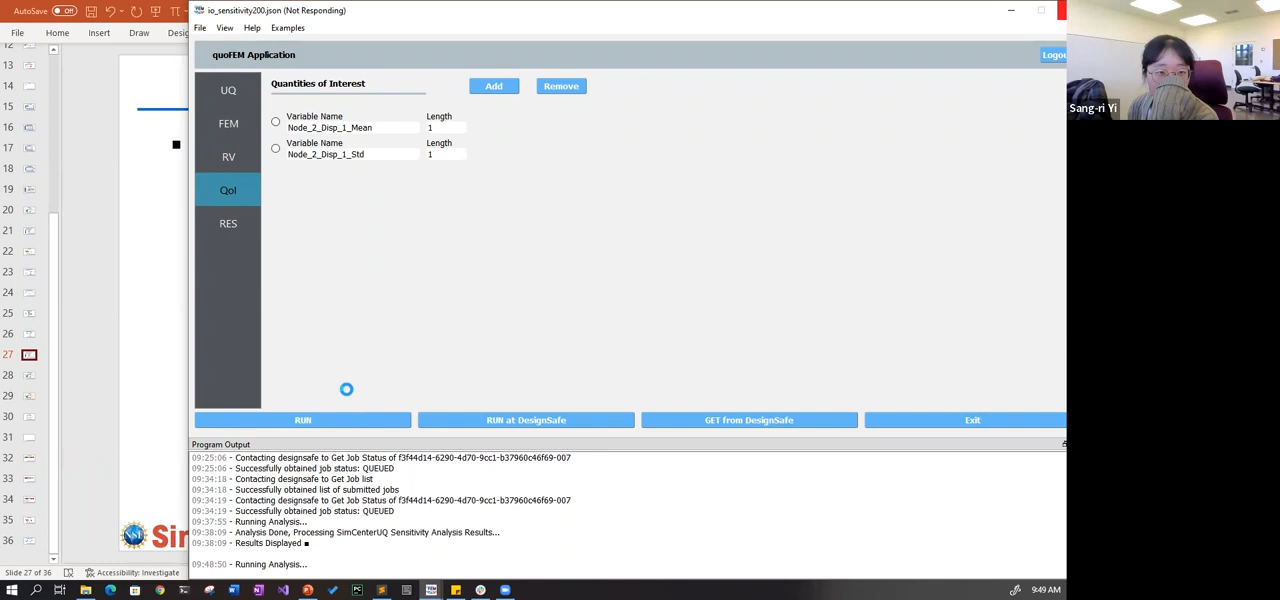 AutoSave Off
File Home Insert Draw Desig
12
13
14
15
16
17
18
19
20
21
22
23
24
25
26
27
28
29
30
31
32
33
34
35
36
Sim
Slide 27 of 36 Accessibility: Investigate
io_sensitivity200.json (Not Responding)
File View Help Examples
quoFEM Application
Logou
UQ
FEM
RV
QoI
RES
Quantities of Interest
Add Remove
Variable Name Length
Node_2_Disp_1_Mean 1
Variable Name Length
Node_2_Disp_1_Std 1
RUN RUN at DesignSafe GET from DesignSafe Exit
Program Output
09:25:06 - Contacting designsafe to Get Job Status of f3f44d14-6290-4d70-9cc1-b37960c46f69-007
09:25:06 - Successfully obtained job status: QUEUED
09:34:18 - Contacting designsafe to Get Job list
09:34:18 - Successfully obtained list of submitted jobs
09:34:19 - Contacting designsafe to Get Job Status of f3f44d14-6290-4d70-9cc1-b37960c46f69-007
09:34:19 - Successfully obtained job status: QUEUED
09:37:55 - Running Analysis...
09:38:09 - Analysis Done, Processing SimCenterUQ Sensitivity Analysis Results...
09:38:09 - Results Displayed
09:48:50 - Running Analysis...
9:49 AM
Sang-ri Yi